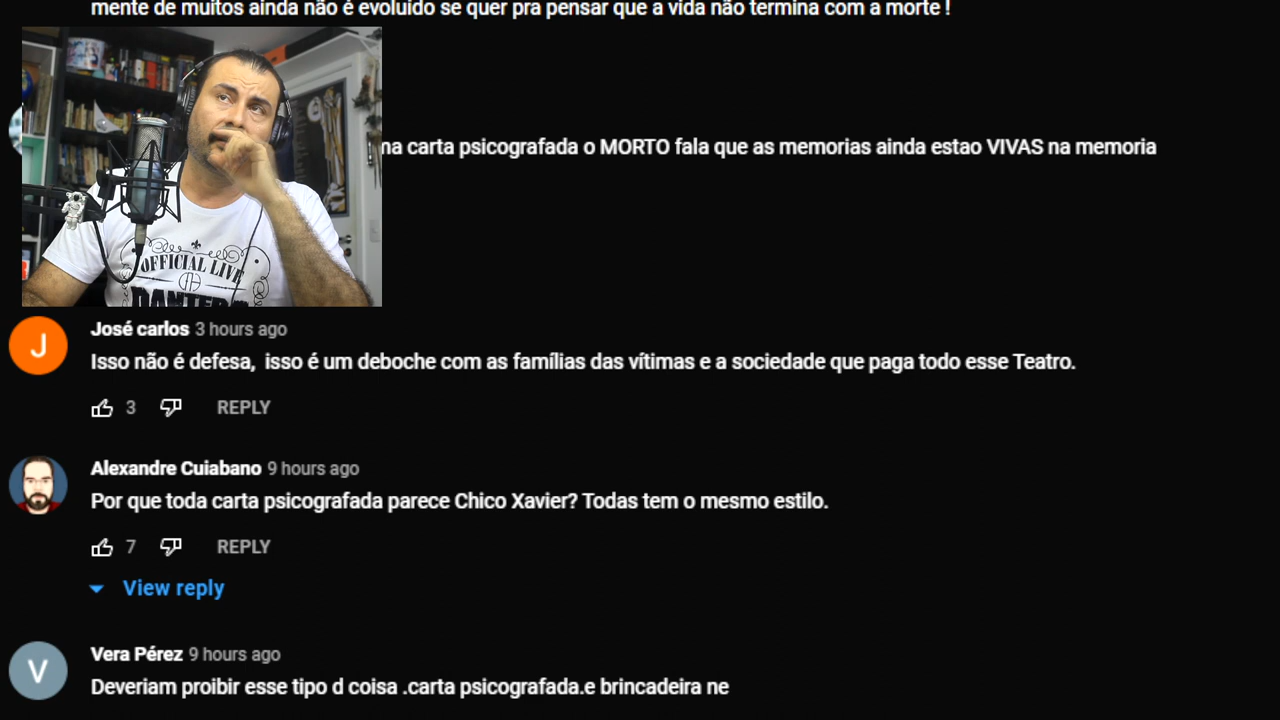 mente de muitos ainda não é evoluido se quer pra pensar que a vida não termina com a morte !
na carta psicografada o MORTO fala que as memorias ainda estao VIVAS na memoria
OFFICIAL LIVE
PANTERA
J
José carlos 3 hours ago
Isso não é defesa, isso é um deboche com as famílias das vítimas e a sociedade que paga todo esse Teatro.
3 REPLY
Alexandre Cuiabano 9 hours ago
Por que toda carta psicografada parece Chico Xavier? Todas tem o mesmo estilo.
7 REPLY
View reply
V
Vera Pérez 9 hours ago
Deveriam proibir esse tipo d coisa .carta psicografada.e brincadeira ne